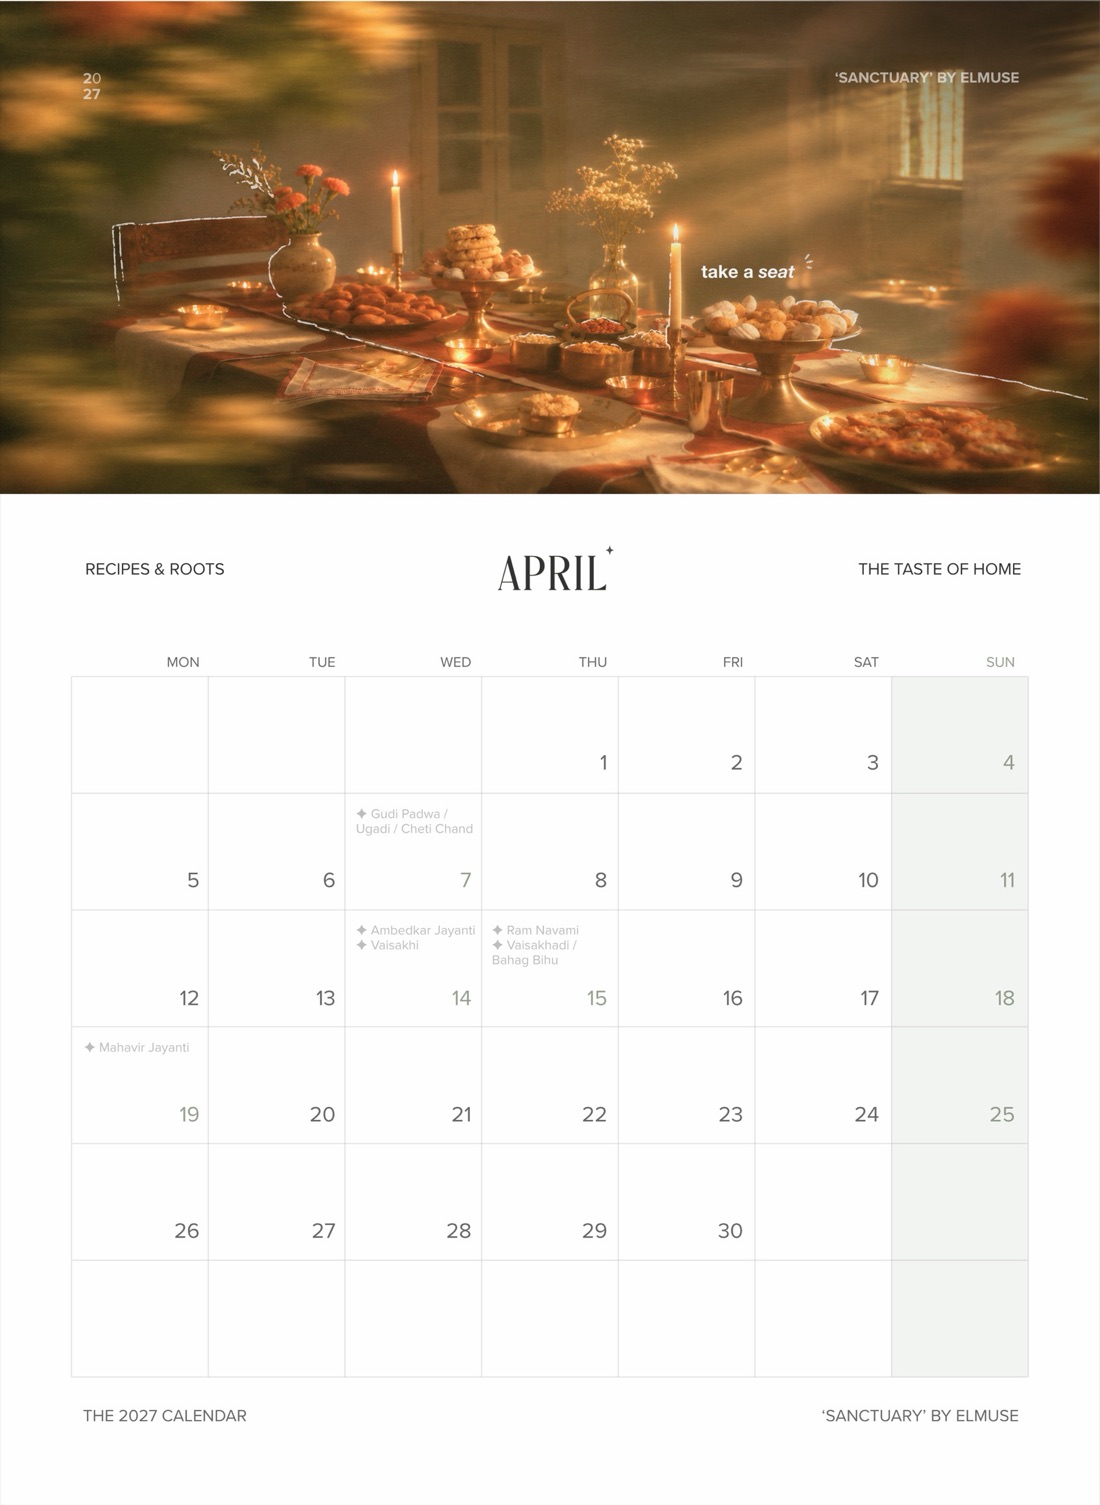 20
27
‘SANCTUARY’ BY ELMUSE
take a seat
RECIPES & ROOTS
APRIL
THE TASTE OF HOME
MON TUE WED THU FRI SAT SUN
1 2 3 4
✦ Gudi Padwa /
Ugadi / Cheti Chand
5 6 7 8 9 10 11
✦ Ambedkar Jayanti
✦ Vaisakhi
✦ Ram Navami
✦ Vaisakhadi /
Bahag Bihu
12 13 14 15 16 17 18
✦ Mahavir Jayanti
19 20 21 22 23 24 25
26 27 28 29 30
THE 2027 CALENDAR
‘SANCTUARY’ BY ELMUSE